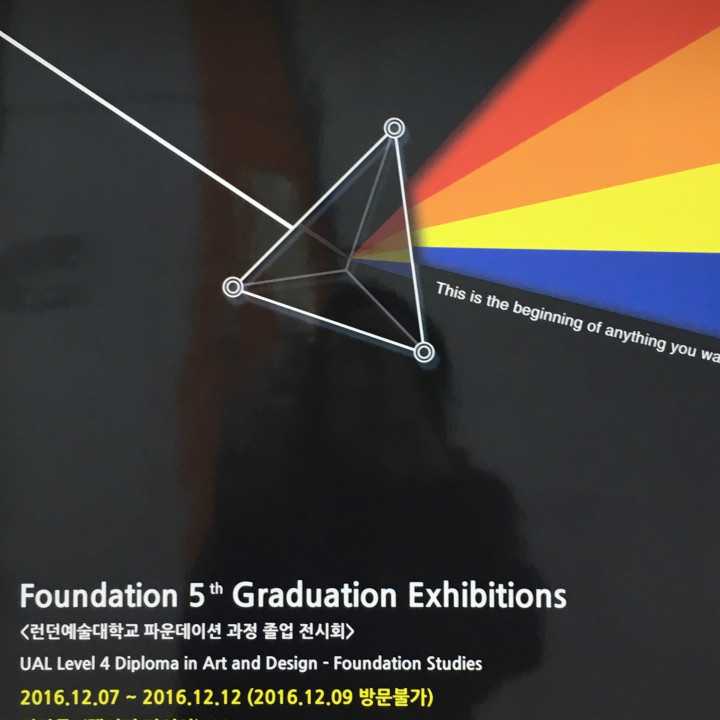 This is the beginning of anything you
Foundation 5th Graduation Exhibitions
<런던예술대학교 파운데이션 과정 졸업 전시회>
UAL Level 4 Diploma in Art and Design - Foundation Studies
2016.12.07 ~ 2016.12.12 (2016.12.09 방문불가)